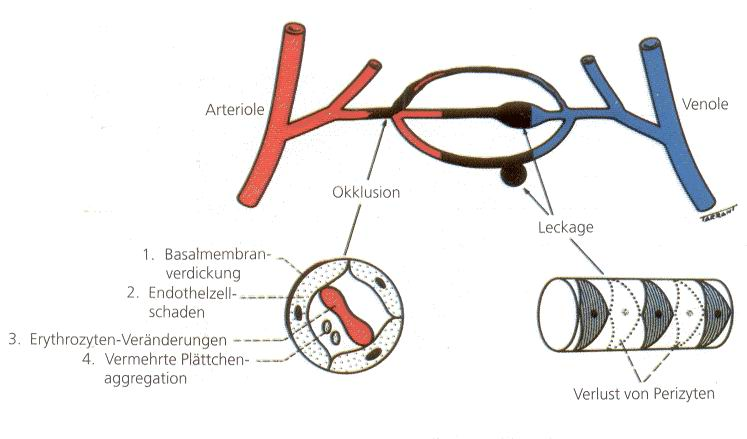 Arteriole
Venole
Okklusion
Leckage
1. Basalmembran-
verdickung
2. Endothelzell-
schaden
3. Erythrozyten-Veränderungen
4. Vermehrte Plättchen-
aggregation
Verlust von Perizyten
TARRANT